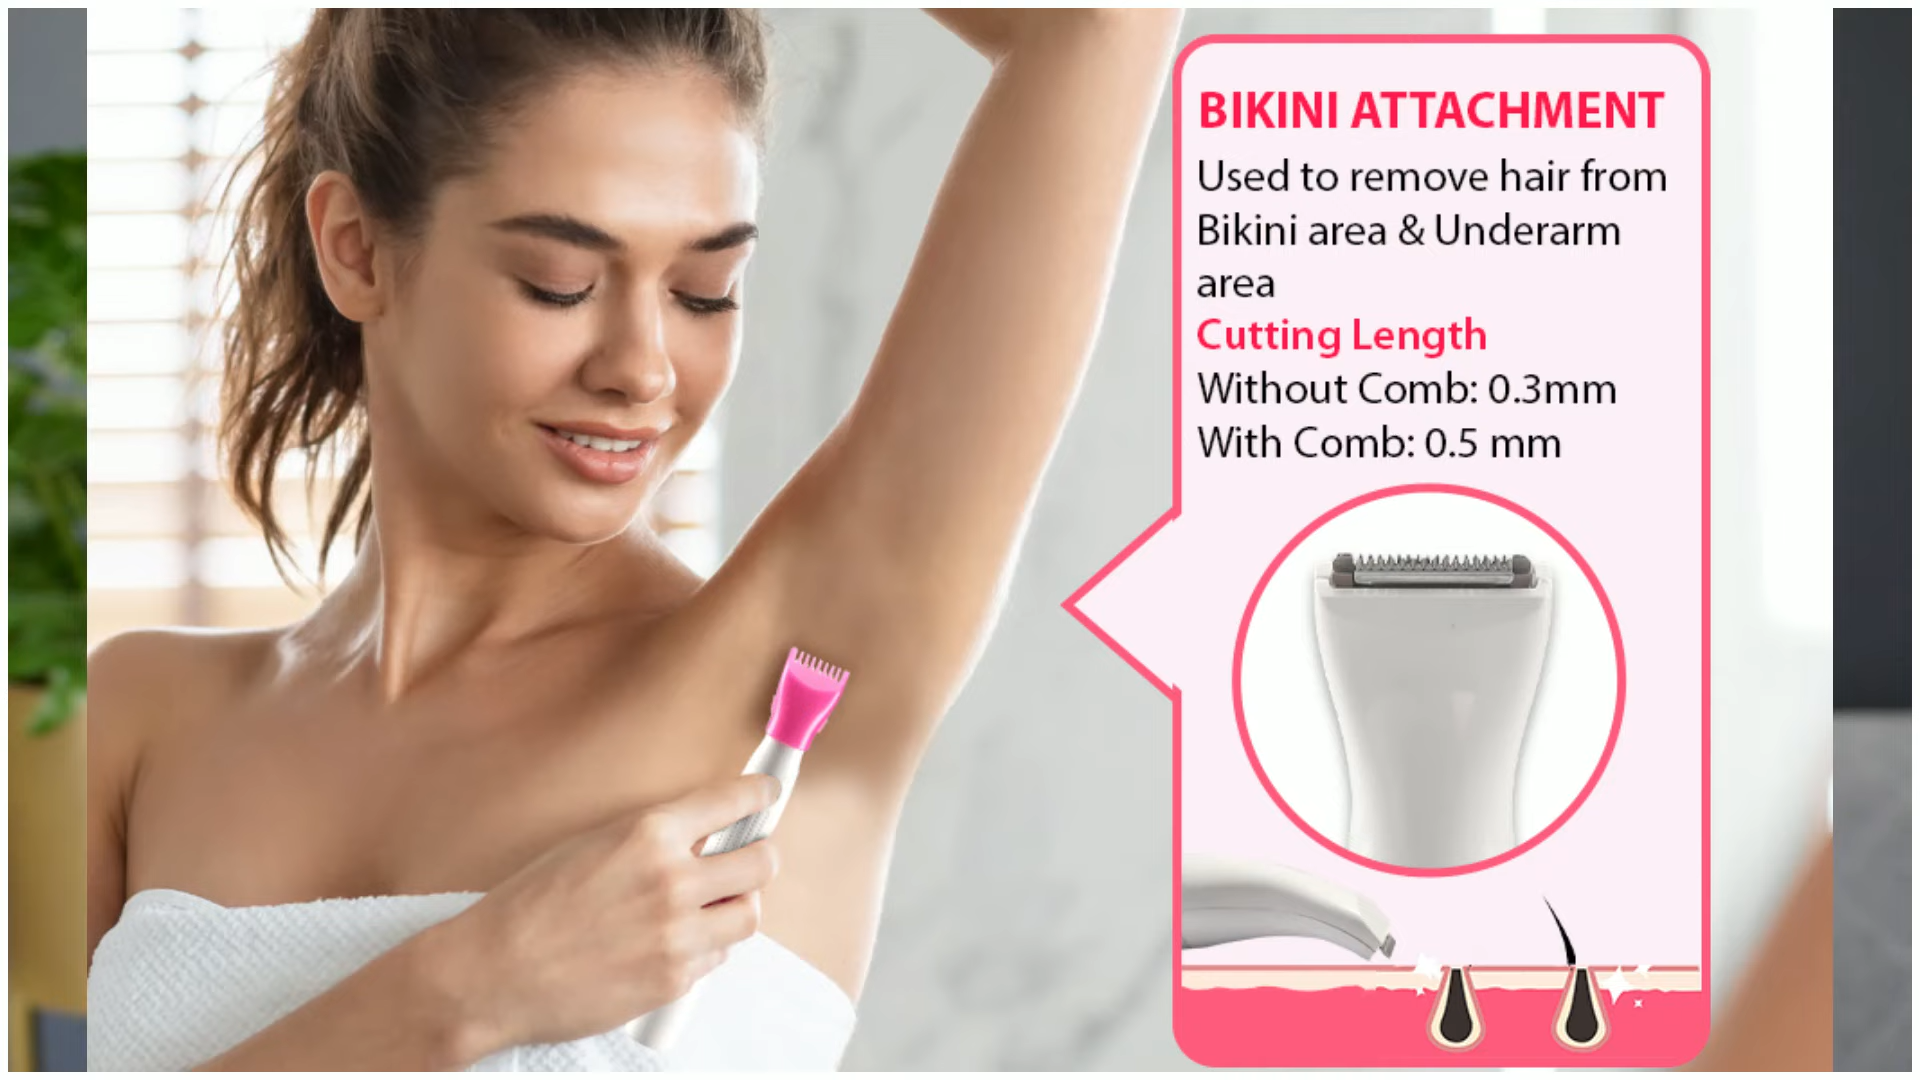 BIKINI ATTACHMENT
Used to remove hair from
Bikini area & Underarm
area
Cutting Length
Without Comb: 0.3mm
With Comb: 0.5 mm